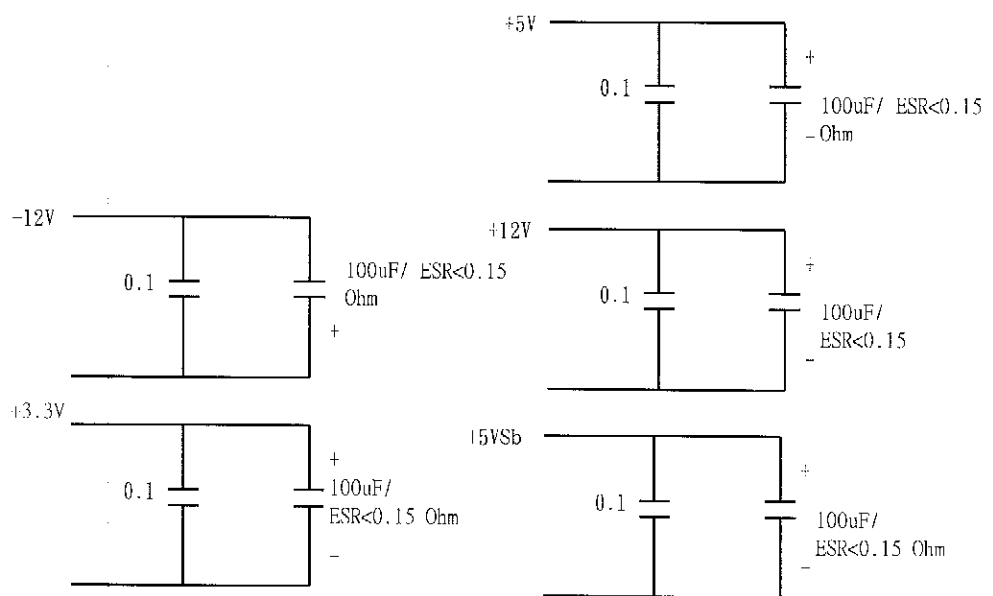 +5V
+
0.1
100uF/ ESR<0.15
-Ohm
-12V
0.1
100uF/ ESR<0.15
Ohm
+
+12V
+
0.1
100uF/
ESR<0.15
-
+3.3V
+
0.1
100uF/
ESR<0.15 Ohm
-
+5VSb
+
0.1
100uF/
ESR<0.15 Ohm
-